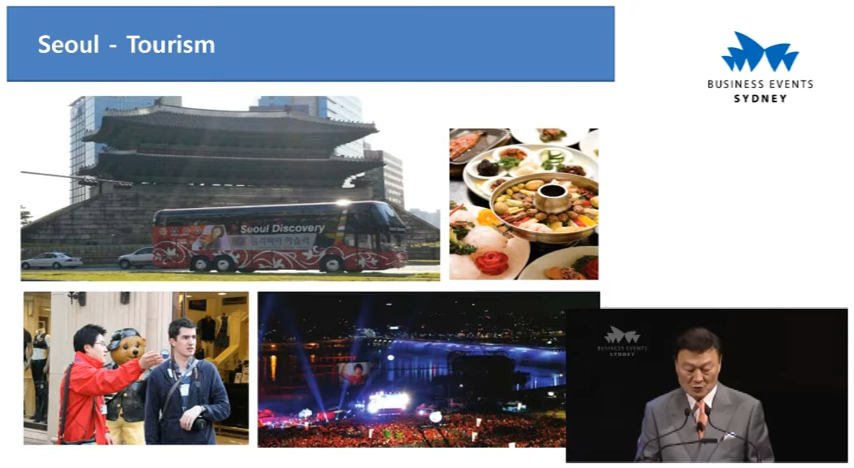 Seoul - Tourism
BUSINESS EVENTS
SYDNEY
Seoul Discovery
BUSINESS EVENTS
SYDNEY